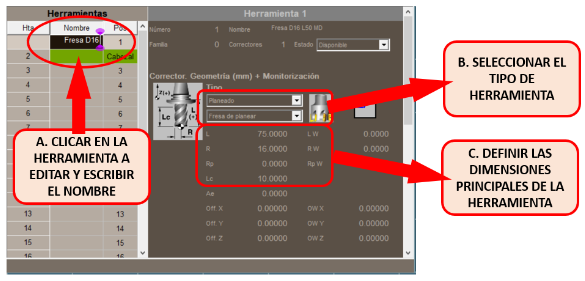 Herramientas
Herramienta 1
Hta Nombre Pos
Número 1 Nombre Fresa D16 L50 MD
Fresa D16 1
Familia 0 Correctores 1 Estado Disponible
2 Cabezal
3 3
4 4
5 5
6 6
7 7
13 13
14 14
15 15
16 16
Corrector. Geometría (mm) + Monitorización
Tipo
Planeado
Fresa de planear
Z(+)
Lc
L
(+)
R
L 75.0000 L W 0.0000
R 16.0000 R W 0.0000
Rp 0.0000 Rp W
Lc 10.0000
Ae 0.0000
Off. X 0.00000 OW.X 0.00000
Off. Y 0.00000 OW.Y 0.00000
Off. Z 0.00000 OW.Z 0.00000
A. CLICAR EN LA
HERRAMIENTA A
EDITAR Y ESCRIBIR
EL NOMBRE
B. SELECCIONAR EL
TIPO DE
HERRAMIENTA
C. DEFINIR LAS
DIMENSIONES
PRINCIPALES DE LA
HERRAMIENTA